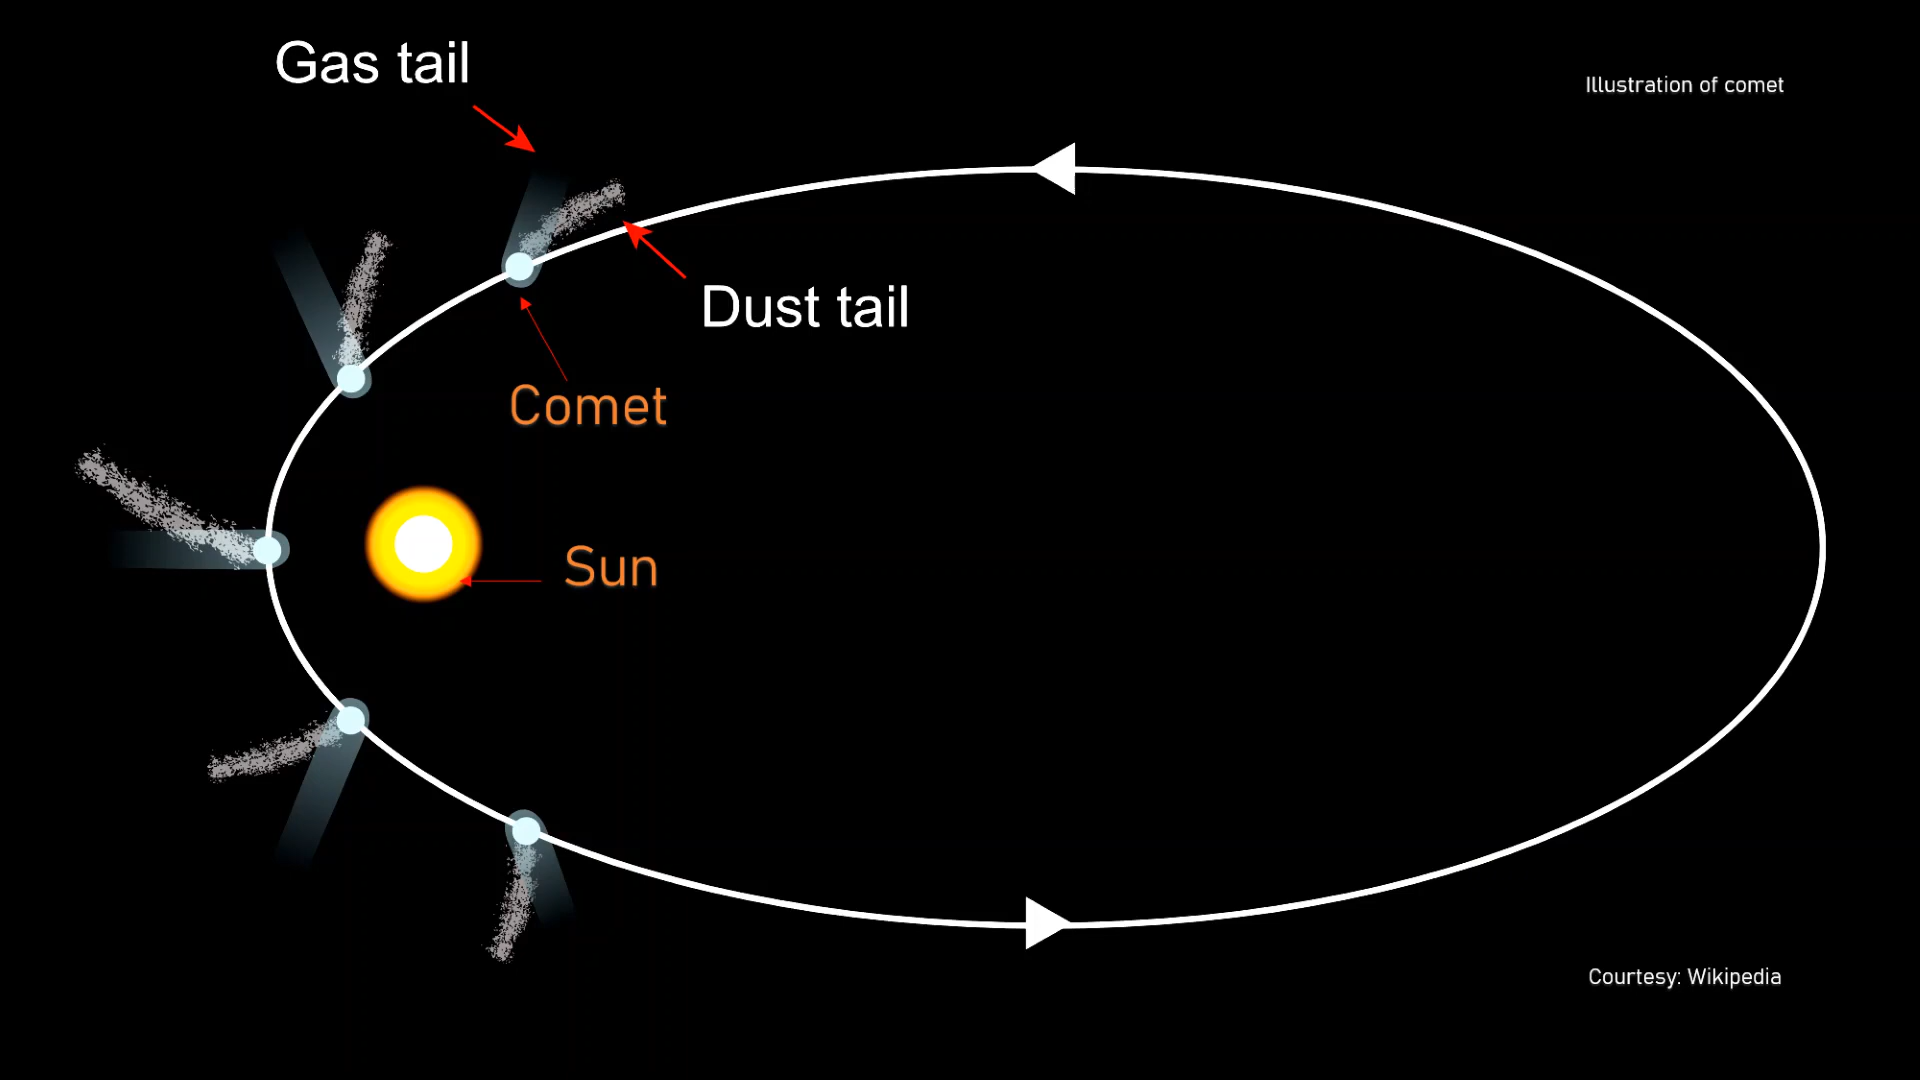 Gas tail
Illustration of comet
Dust tail
Comet
Sun
Courtesy: Wikipedia